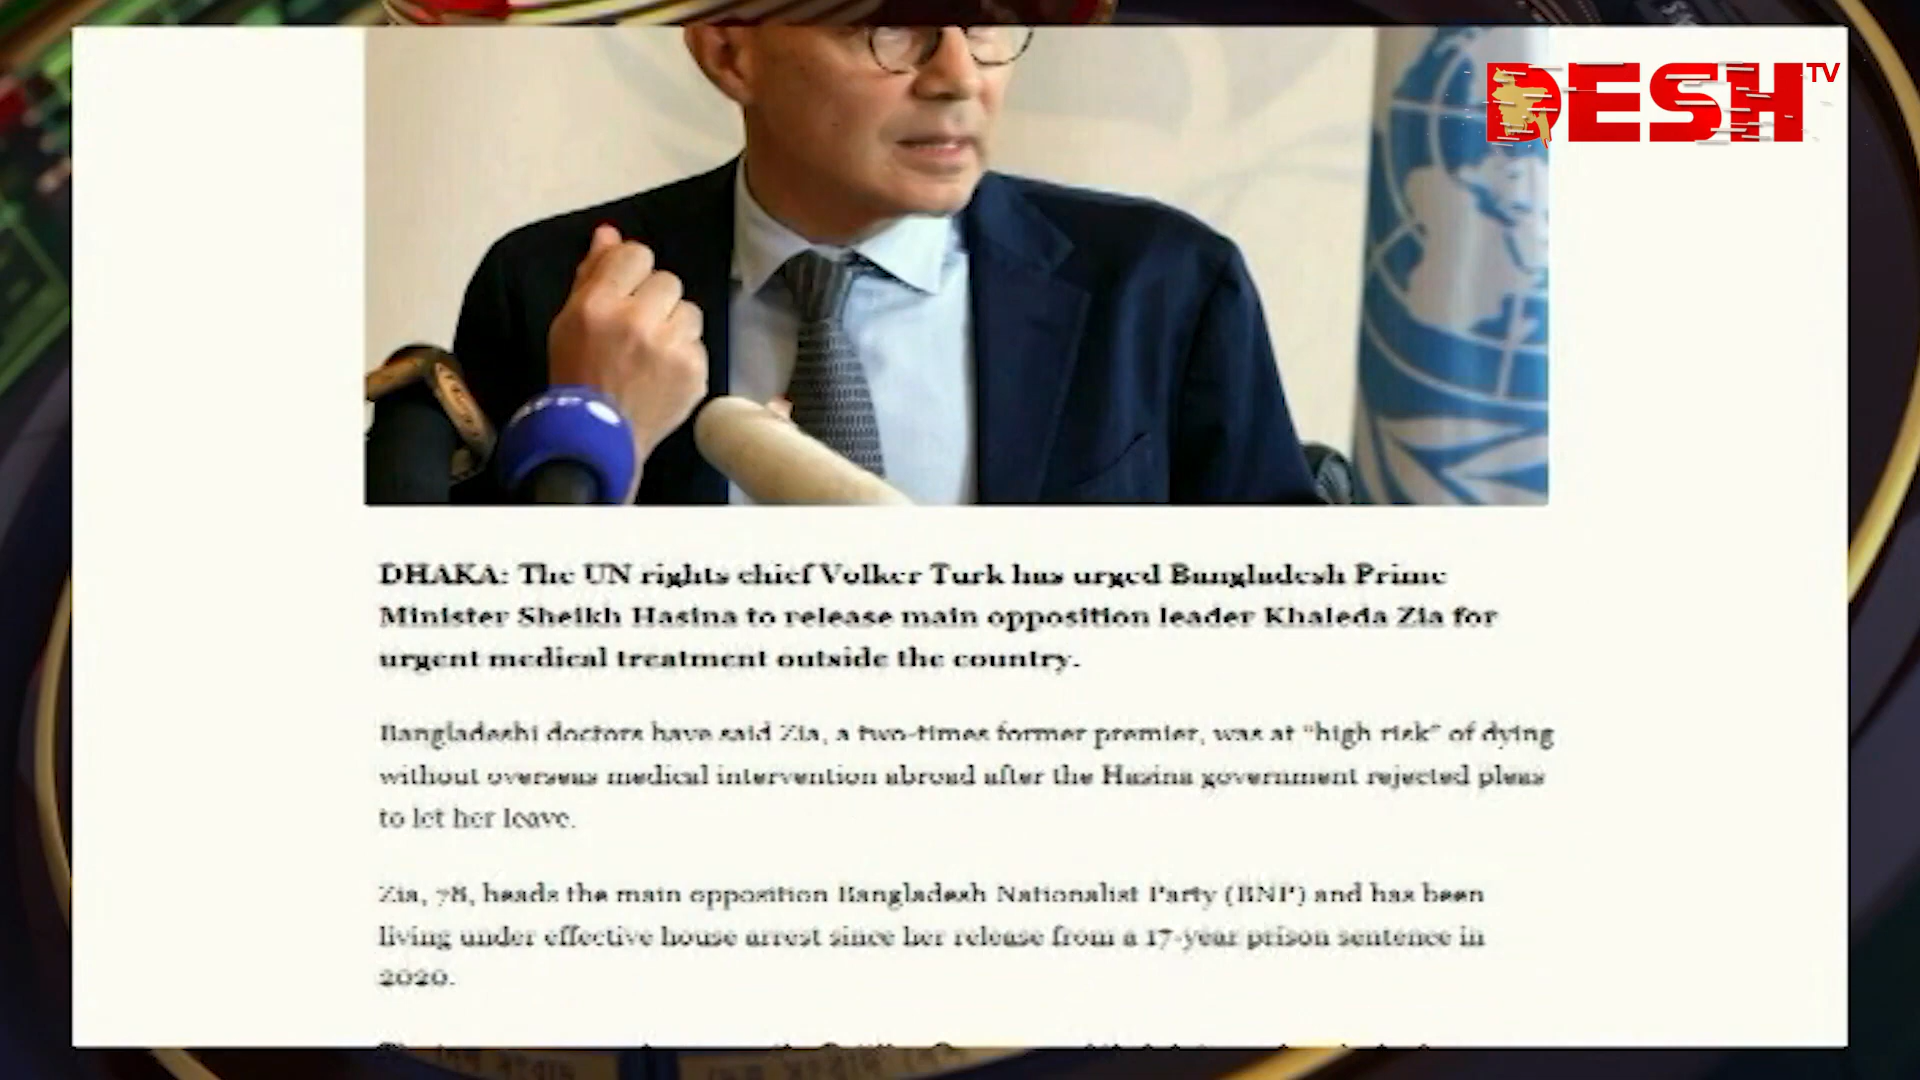 DESH TV
DHAKA: The UN rights chief Volker Turk has urged Bangladesh Prime
Minister Sheikh Hasina to release main opposition leader Khaleda Zia for
urgent medical treatment outside the country.
Bangladeshi doctors have said Zia, a two-times former premier, was at "high risk" of dying
without overseas medical intervention abroad after the Hasina government rejected pleas
to let her leave.
Zia, 78, heads the main opposition Bangladesh Nationalist Party (BNP) and has been
living under effective house arrest since her release from a 17-year prison sentence in
2020.